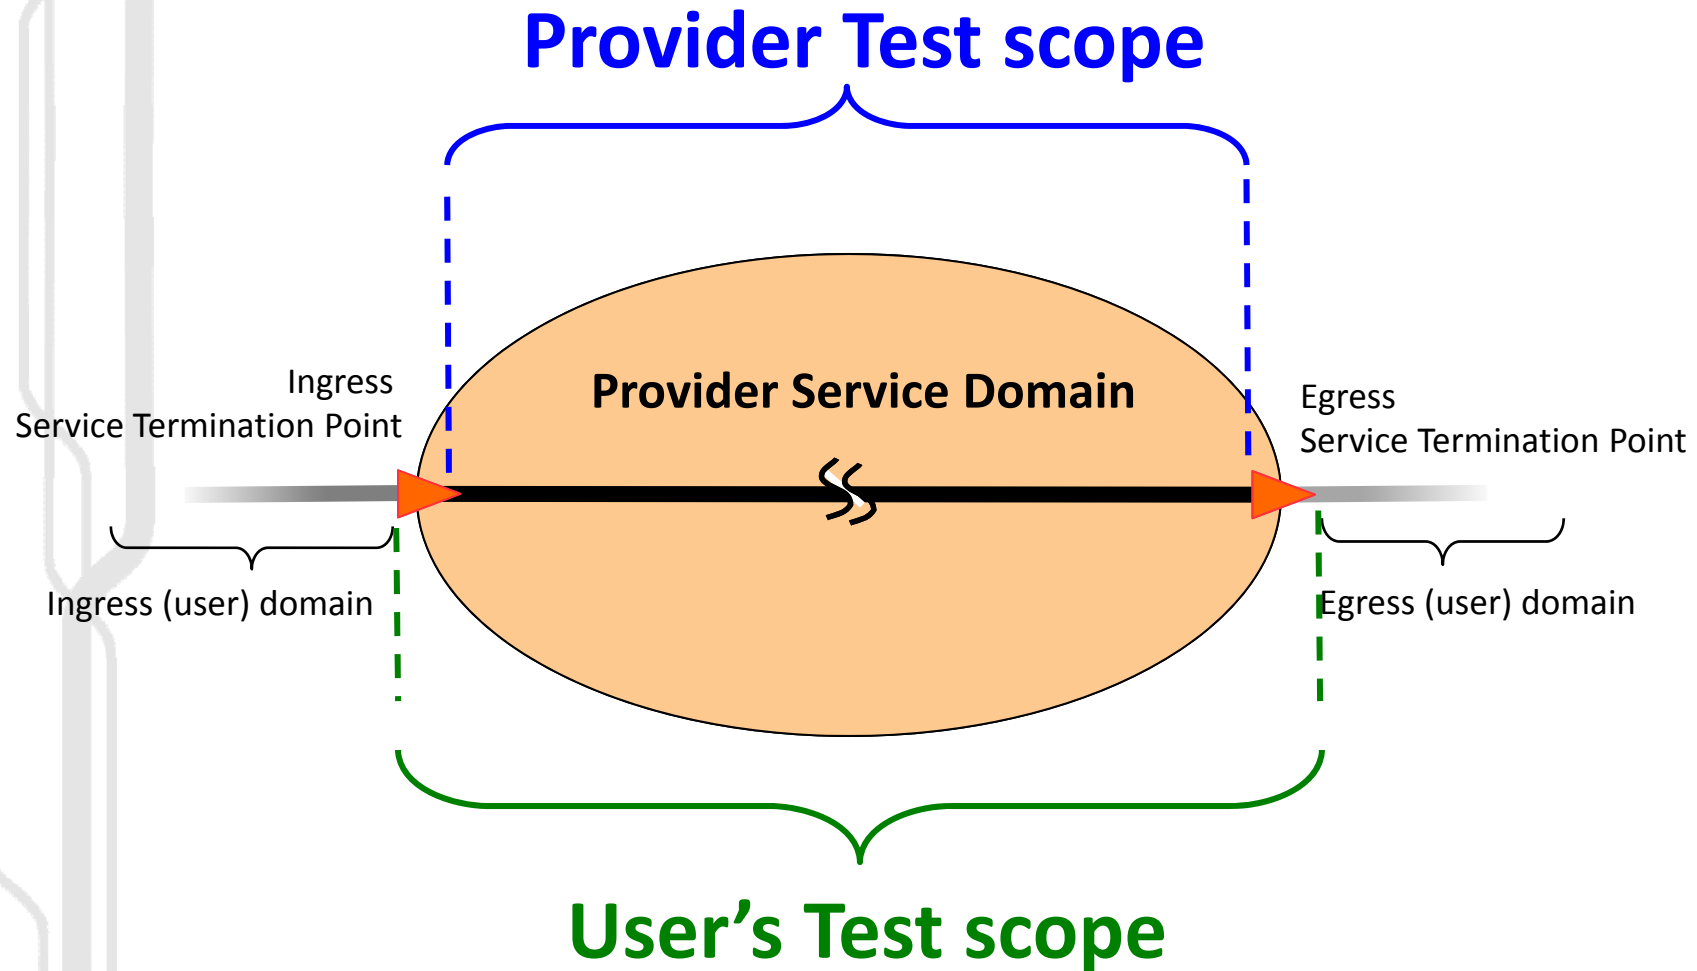 Provider Test scope
Ingress
Service Termination Point
Provider Service Domain
Egress
Service Termination Point
Ingress (user) domain
Egress (user) domain
User’s Test scope